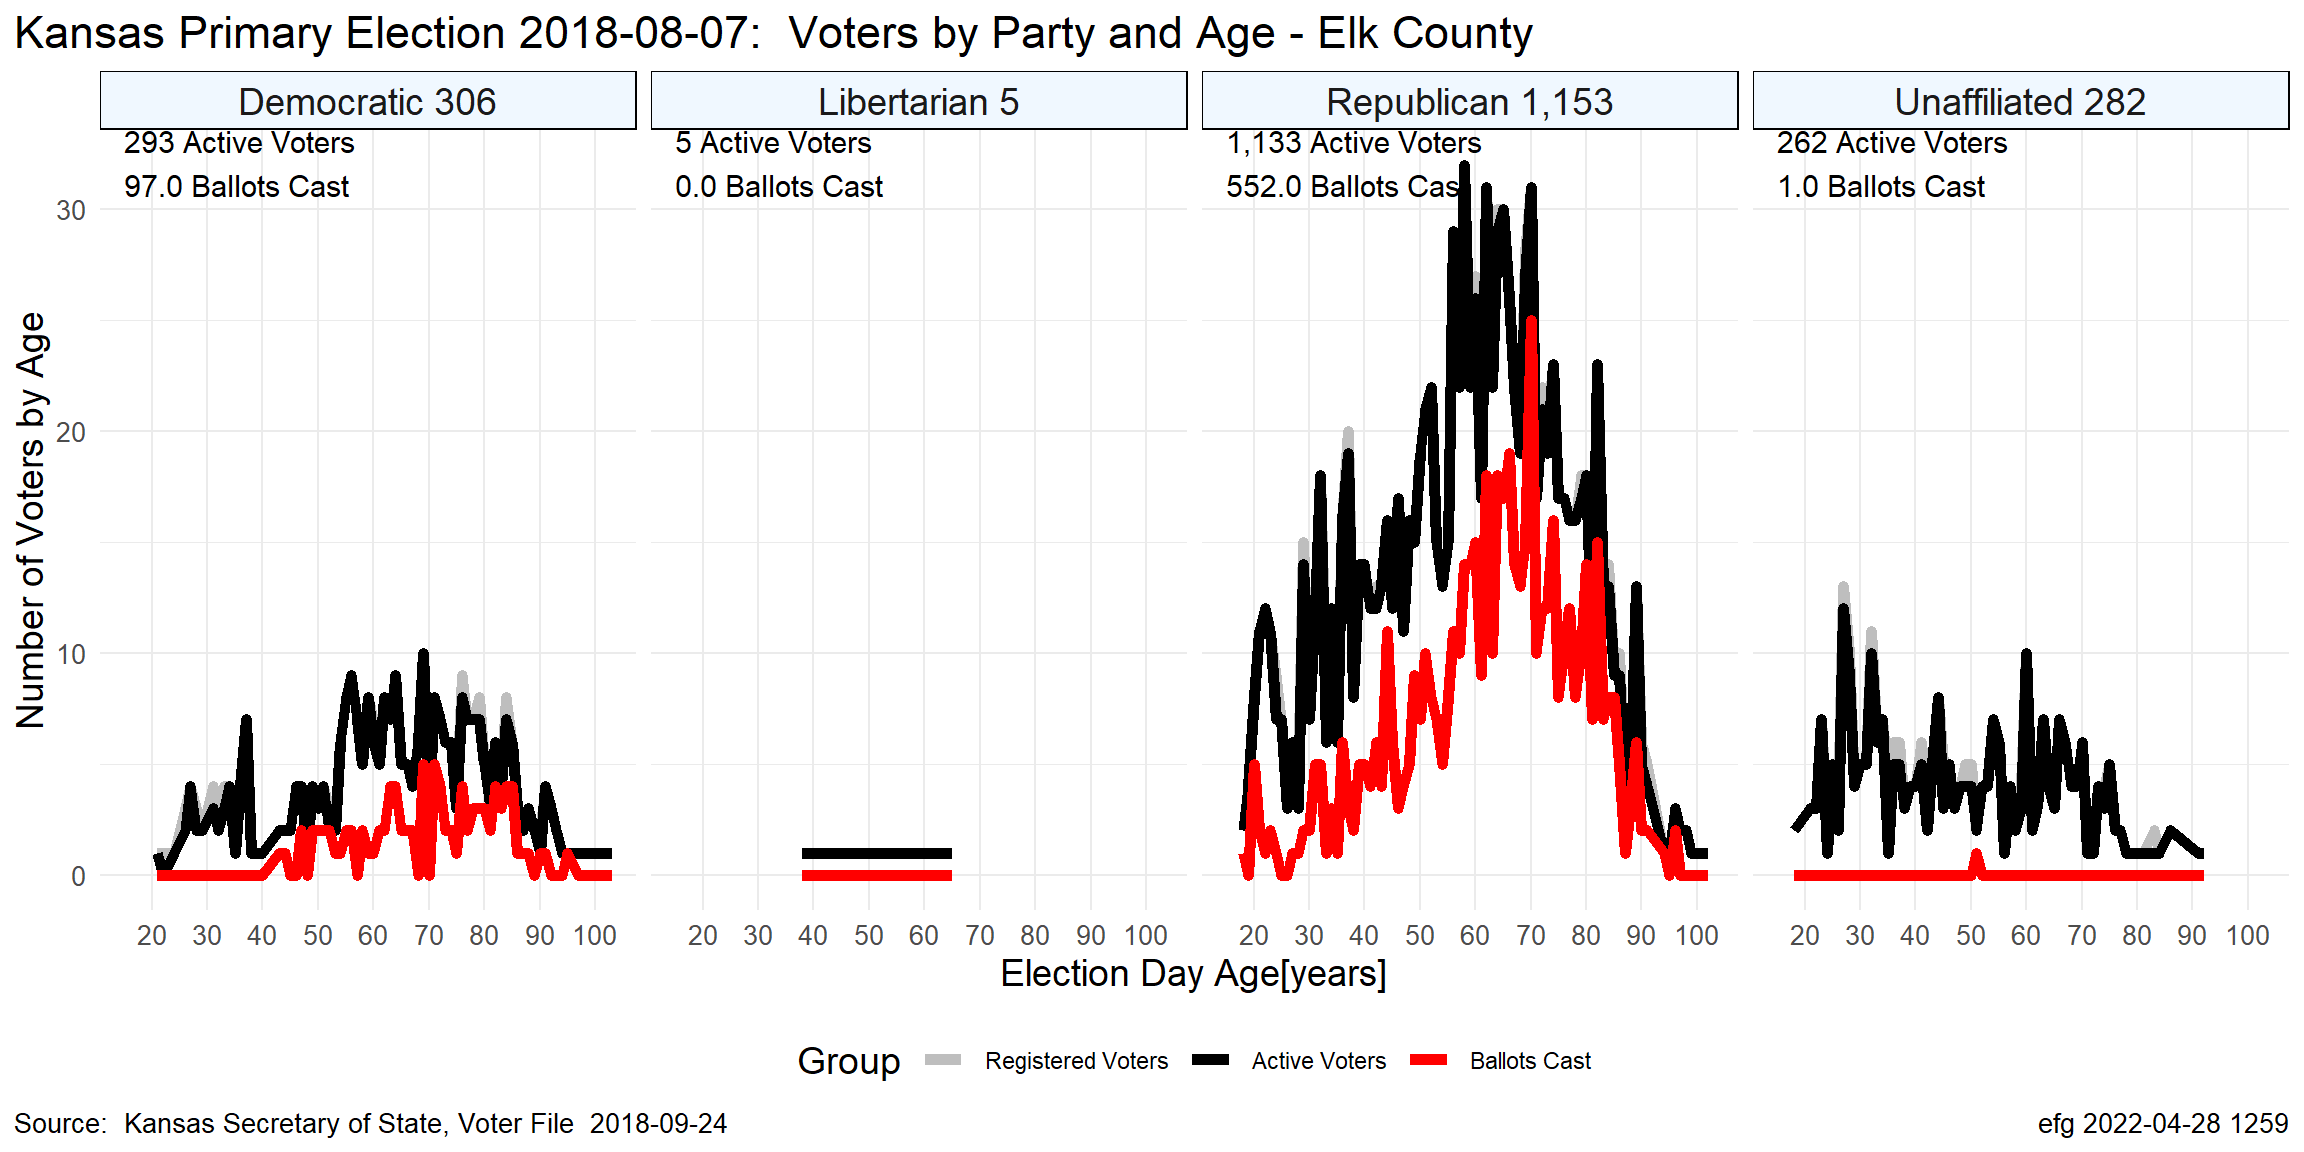 Kansas Primary Election 2018-08-07:  Voters by Party and Age - Elk County
Democratic 306
Libertarian 5
Republican 1,153
Unaffiliated 282
293 Active Voters
97.0 Ballots Cast
5 Active Voters
0.0 Ballots Cast
1,133 Active Voters
552.0 Ballots Cas
262 Active Voters
1.0 Ballots Cast
Number of Voters by Age
30
20
10
0
20 30 40 50 60 70 80 90 100
20 30 40 50 60 70 80 90 100
20 30 40 50 60 70 80 90 100
20 30 40 50 60 70 80 90 100
Election Day Age[years]
Group Registered Voters Active Voters Ballots Cast
Source:  Kansas Secretary of State, Voter File  2018-09-24
efg 2022-04-28 1259